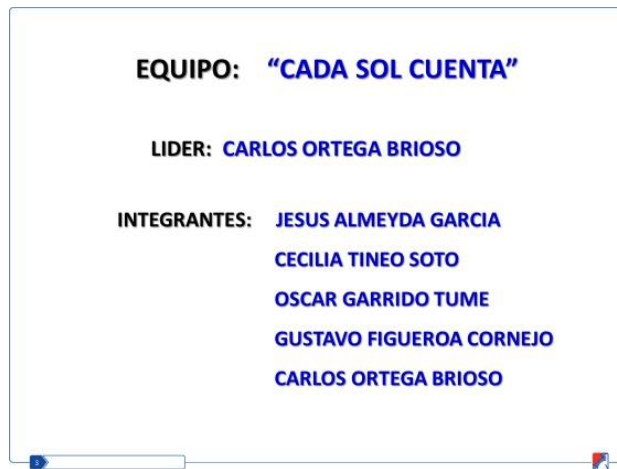 EQUIPO: “CADA SOL CUENTA”
LIDER: CARLOS ORTEGA BRIOSO
INTEGRANTES: JESUS ALMEYDA GARCIA
CECILIA TINEO SOTO
OSCAR GARRIDO TUME
GUSTAVO FIGUEROA CORNEJO
CARLOS ORTEGA BRIOSO
3